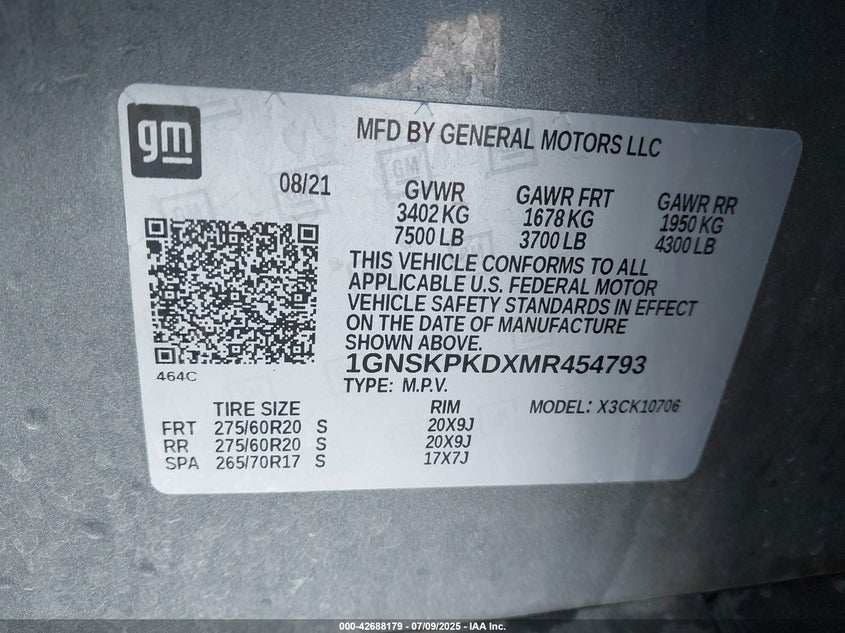 gm
MFD BY GENERAL MOTORS LLC
08/21
GVWR
3402 KG
7500 LB
GAWR FRT
1678 KG
3700 LB
GAWR RR
1950 KG
4300 LB
THIS VEHICLE CONFORMS TO ALL
APPLICABLE U.S. FEDERAL MOTOR
VEHICLE SAFETY STANDARDS IN EFFECT
ON THE DATE OF MANUFACTURE
SHOWN ABOVE.
1GNSKPKDXMR454793
TYPE: M.P.V.
464C
TIRE SIZE RIM MODEL: X3CK10706
FRT 275/60R20 S 20X9J
RR 275/60R20 S 20X9J
SPA 265/70R17 S 17X7J
000-42688179 / 07/09/2025 - IAA Inc.